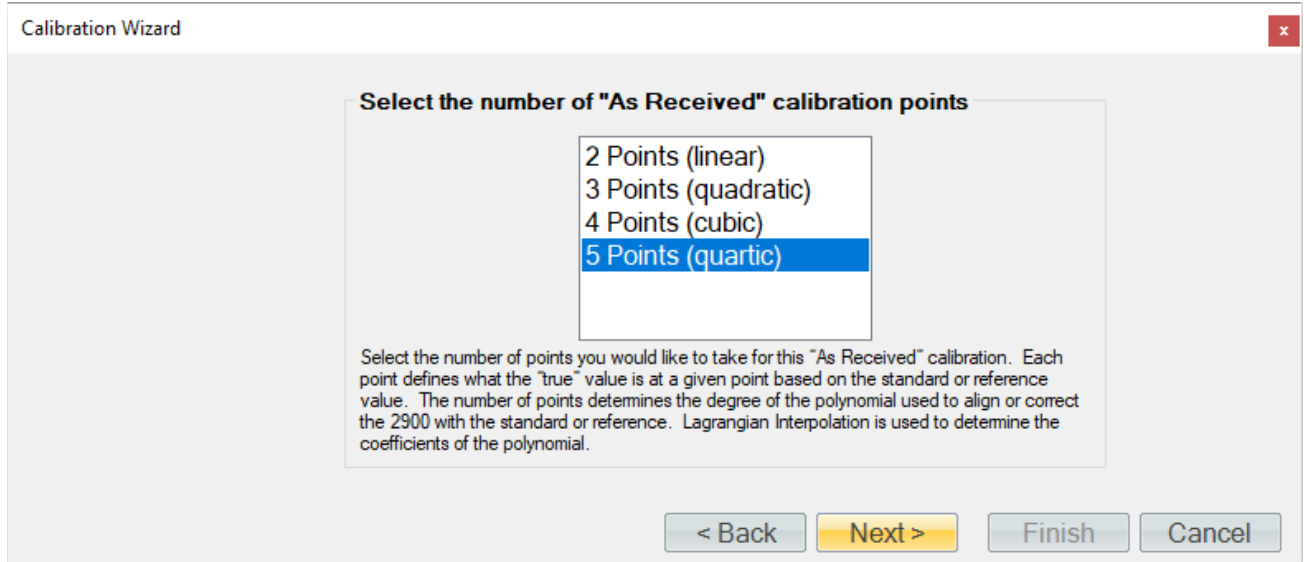 Calibration Wizard
x
Select the number of "As Received" calibration points
2 Points (linear)
3 Points (quadratic)
4 Points (cubic)
5 Points (quartic)
Select the number of points you would like to take for this "As Received" calibration.  Each
point defines what the "true" value is at a given point based on the standard or reference
value.  The number of points determines the degree of the polynomial used to align or correct
the 2900 with the standard or reference.  Lagrangian Interpolation is used to determine the
coefficients of the polynomial.
< Back Next > Finish Cancel